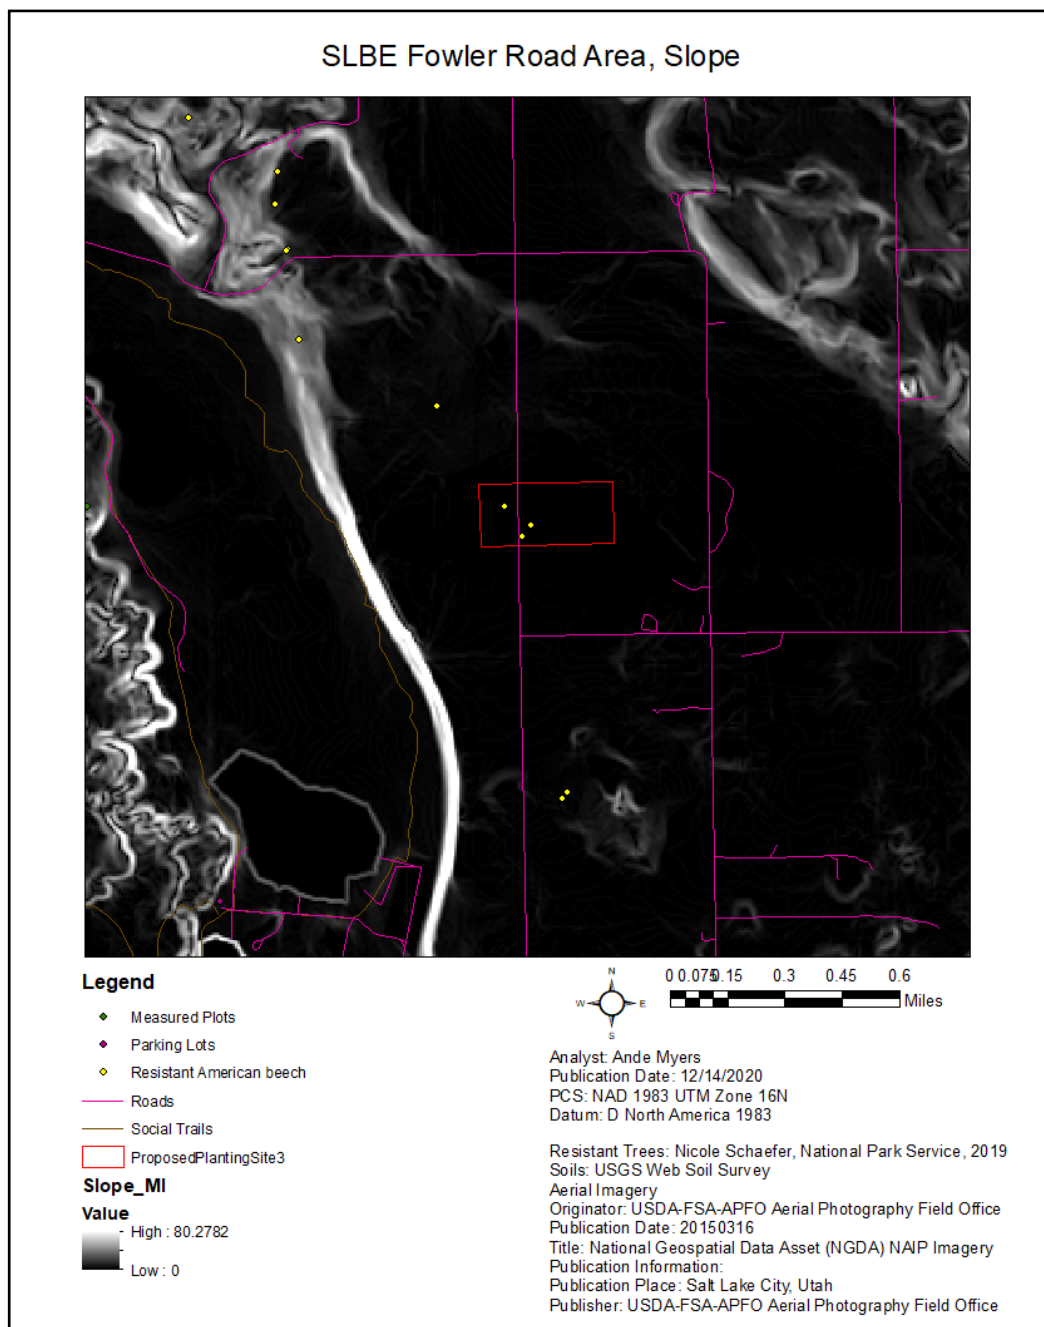 SLBE Fowler Road Area, Slope
Legend
Measured Plots
Parking Lots
Resistant American beech
Roads
Social Trails
ProposedPlantingSite3
Slope_MI
Value
High : 80.2782
Low : 0
N
W
E
S
0 0.075 0.15 0.3 0.45 0.6
Miles
Analyst: Ande Myers
Publication Date: 12/14/2020
PCS: NAD 1983 UTM Zone 16N
Datum: D North America 1983
Resistant Trees: Nicole Schaefer, National Park Service, 2019
Soils: USGS Web Soil Survey
Aerial Imagery
Originator: USDA-FSA-APFO Aerial Photography Field Office
Publication Date: 20150316
Title: National Geospatial Data Asset (NGDA) NAIP Imagery
Publication Information:
Publication Place: Salt Lake City, Utah
Publisher: USDA-FSA-APFO Aerial Photography Field Office